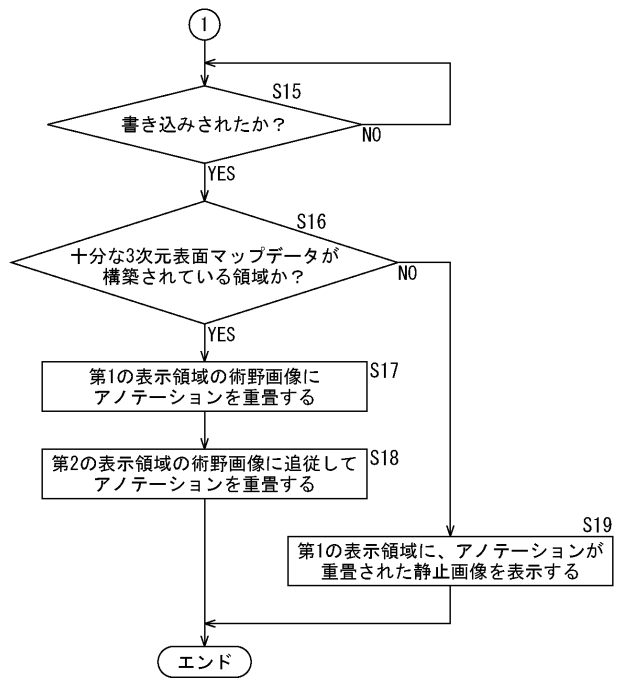 1
S15
書き込みされたか？
NO
YES
S16
十分な3次元表面マップデータが
構築されている領域か？
NO
YES
S17
第1の表示領域の術野画像に
アノテーションを重畳する
S18
第2の表示領域の術野画像に追従して
アノテーションを重畳する
S19
第1の表示領域に、アノテーションが
重畳された静止画像を表示する
エンド